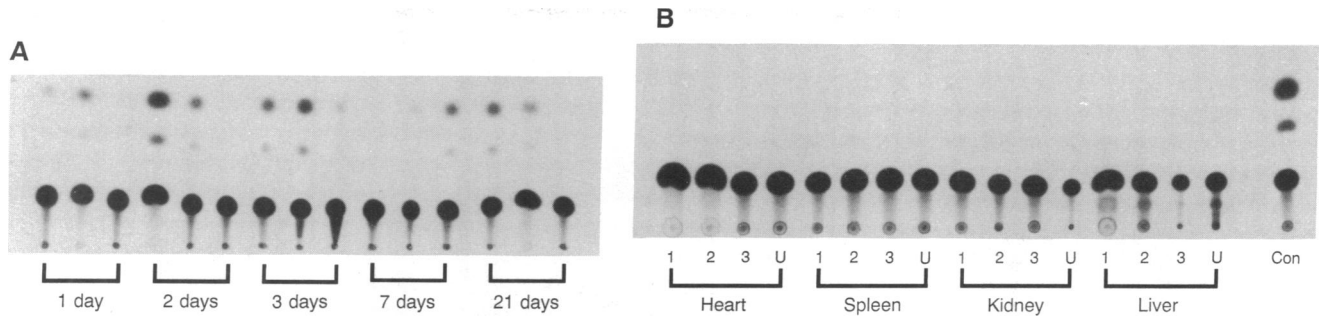 A
1 day 2 days 3 days 7 days 21 days
B
1 2 3 U 1 2 3 U 1 2 3 U 1 2 3 U Con
Heart Spleen Kidney Liver